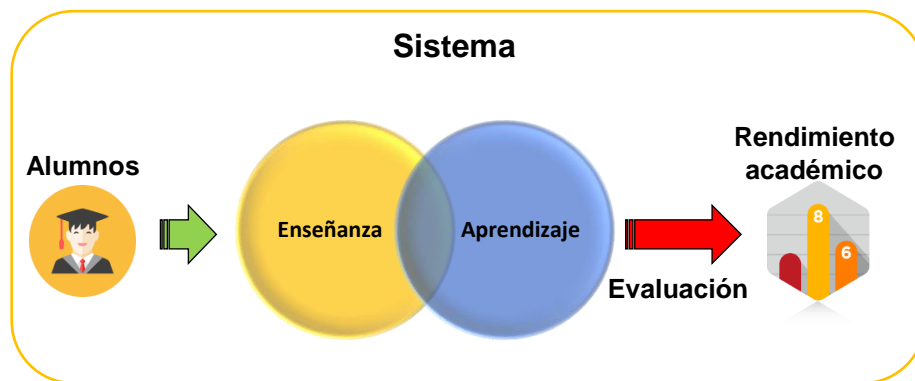 Sistema
Alumnos
Enseñanza
Aprendizaje
Evaluación
Rendimiento
académico
8
6